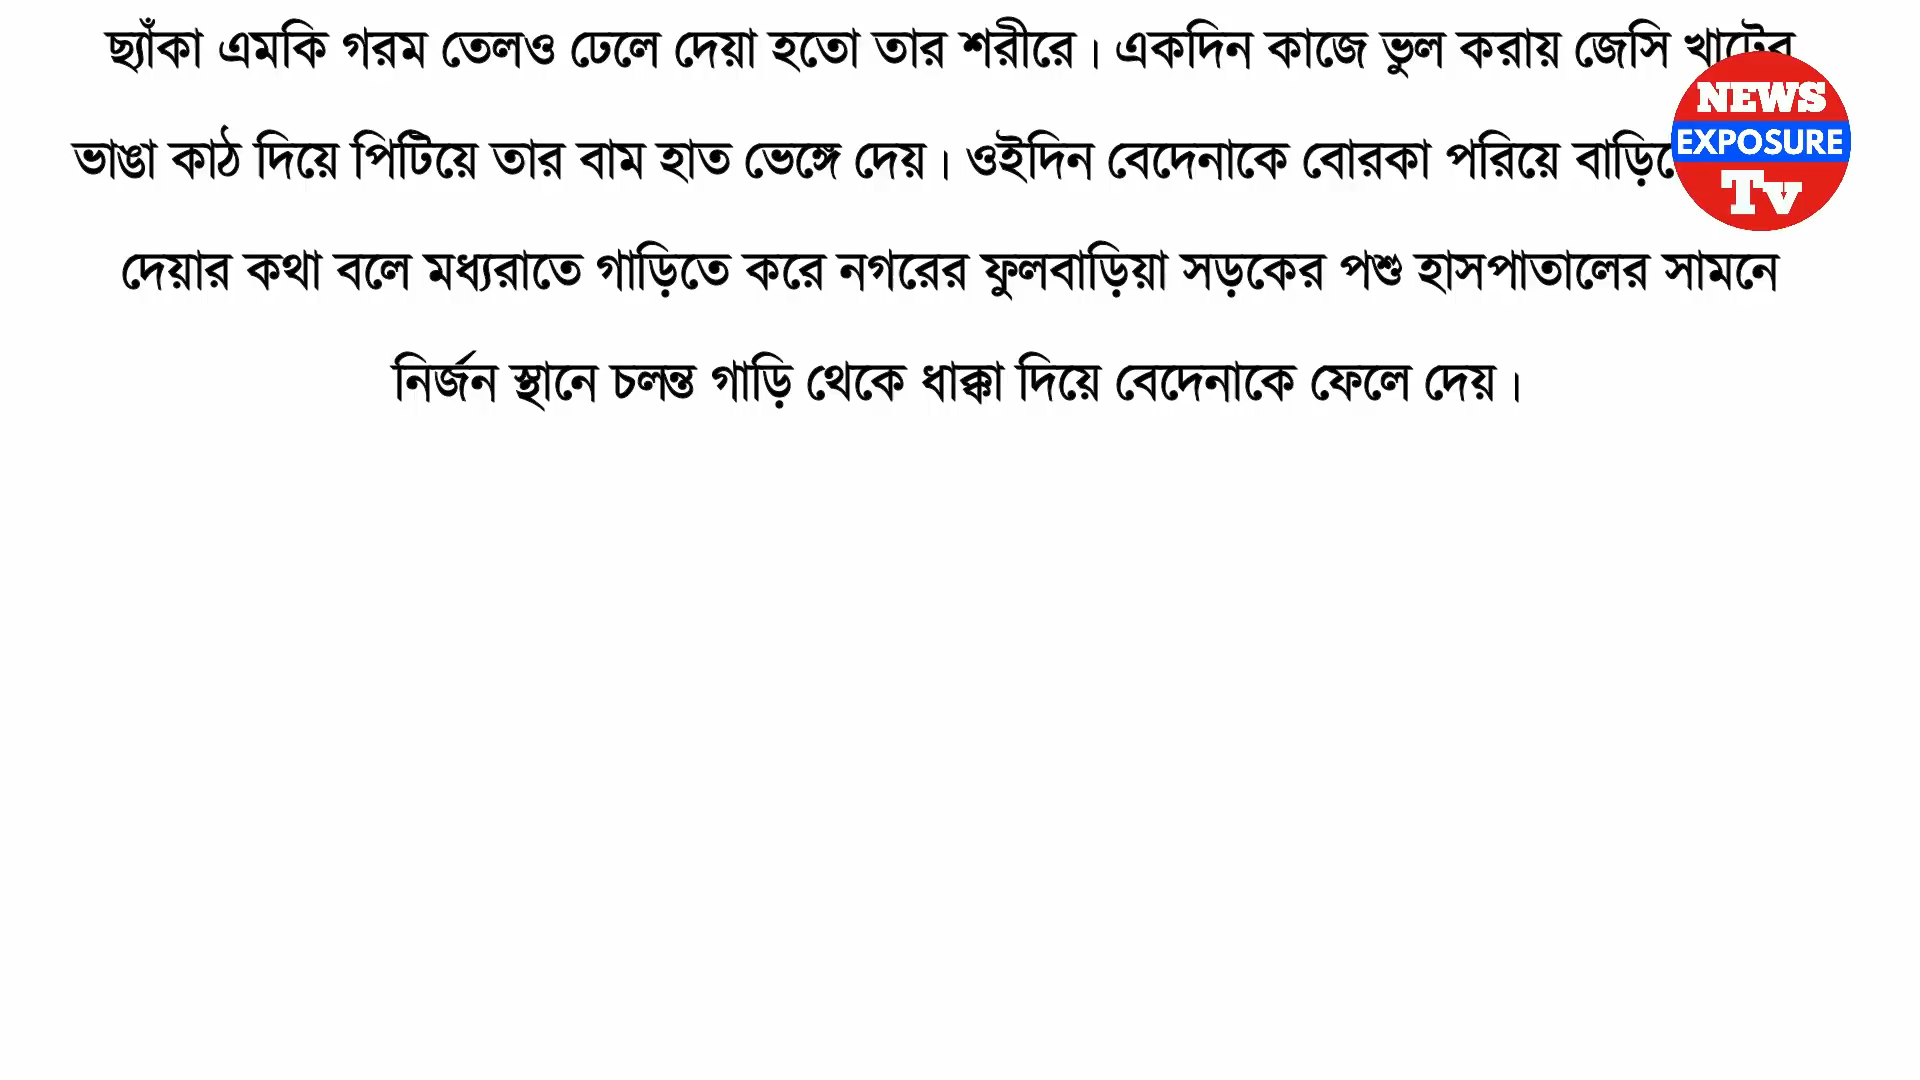 ছ্যাঁকা এমকি গরম তেলও ঢেলে দেয়া হতো তার শরীরে। একদিন কাজে ভুল করায় জেসি খাটের
ভাঙা কাঠ দিয়ে পিটিয়ে তার বাম হাত ভেঙ্গে দেয়। ওইদিন বেদেনাকে বোরকা পরিয়ে
দেয়ার কথা বলে মধ্যরাতে গাড়িতে করে নগরের ফুলবাড়িয়া সড়কের পশু হাসপাতালের সামনে
নির্জন স্থানে চলন্ত গাড়ি থেকে ধাক্কা দিয়ে বেদেনাকে ফেলে দেয়।
NEWS
EXPOSURE
Tv